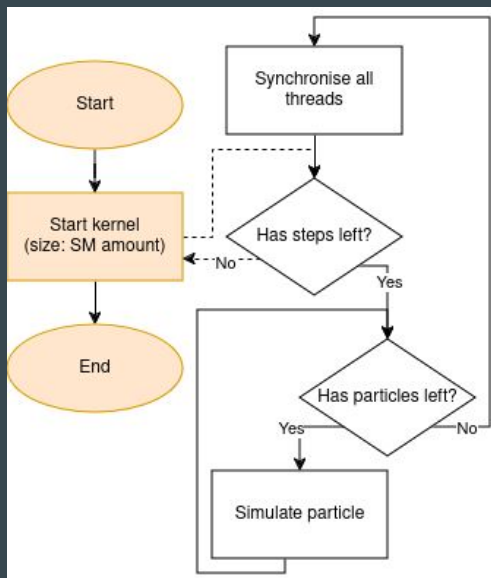 Start
Start kernel
(size: SM amount)
End
Synchronise all
threads
Has steps left?
No
Yes
Has particles left?
Yes
No
Simulate particle